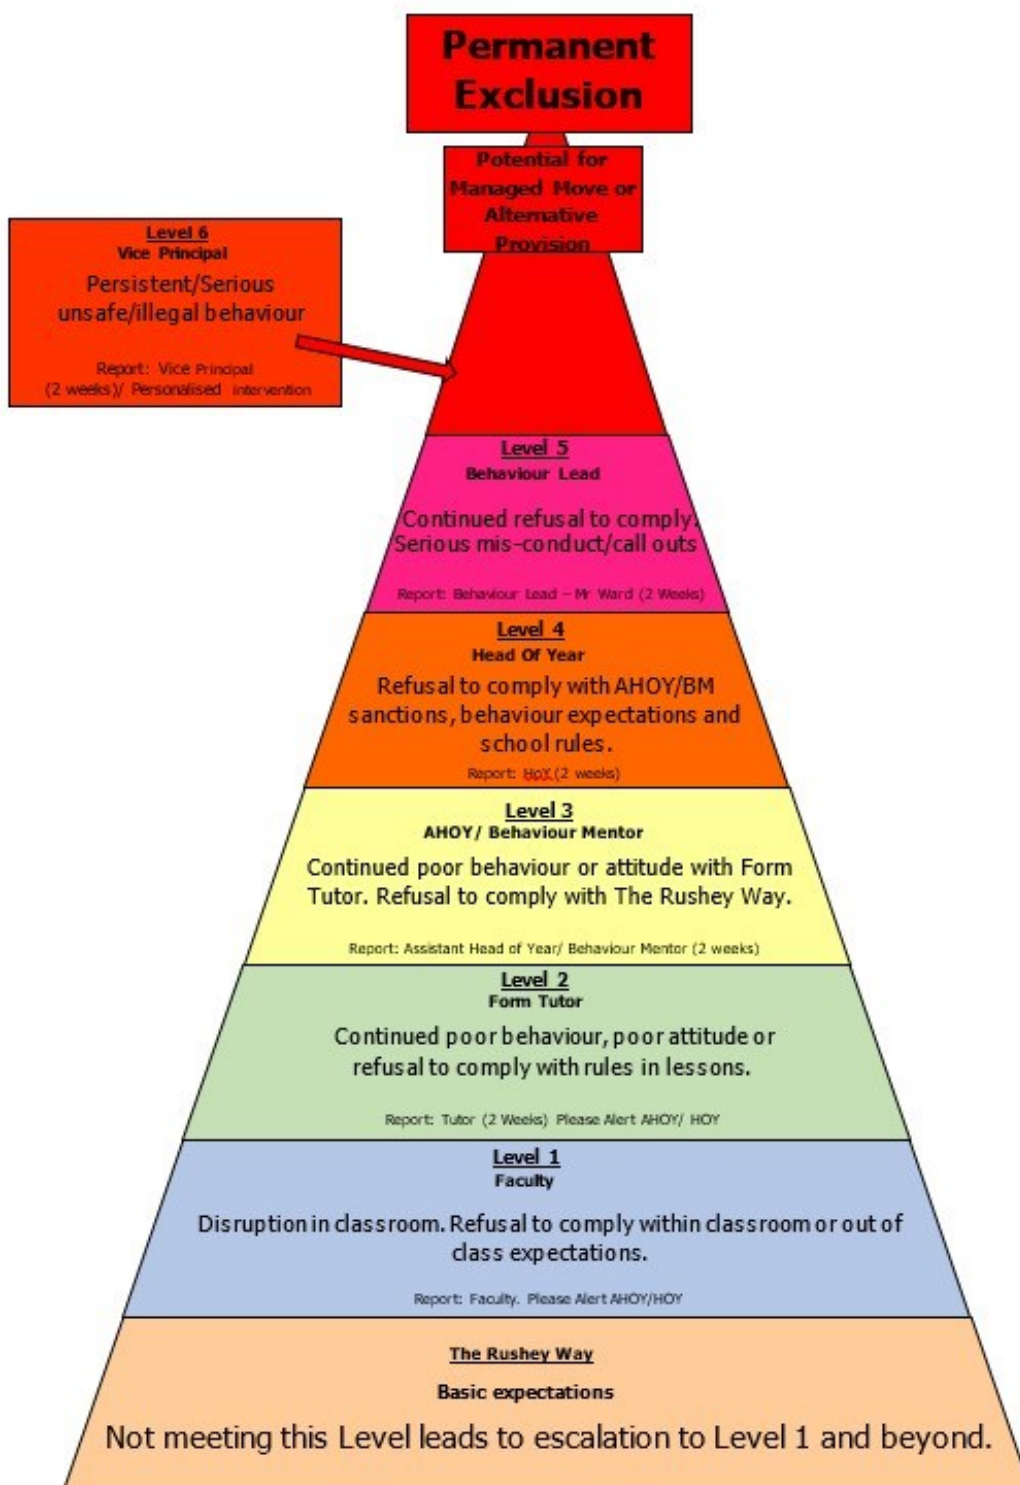 Permanent
Exclusion
Potential for
Managed Move or
Alternative
Provision
Level 6
Vice Principal
Persistent/Serious
unsafe/illegal behaviour
Report: Vice Principal
(2 weeks)/ Personalised intervention
Level 5
Behaviour Lead
Continued refusal to comply.
Serious mis-conduct/call outs
Report: Behaviour Lead – Mr Ward (2 Weeks)
Level 4
Head Of Year
Refusal to comply with AHOY/BM
sanctions, behaviour expectations and
school rules.
Report: HoY (2 weeks)
Level 3
AHOY/ Behaviour Mentor
Continued poor behaviour or attitude with Form
Tutor. Refusal to comply with The Rushey Way.
Report: Assistant Head of Year/ Behaviour Mentor (2 weeks)
Level 2
Form Tutor
Continued poor behaviour, poor attitude or
refusal to comply with rules in lessons.
Report: Tutor (2 Weeks) Please Alert AHOY/ HOY
Level 1
Faculty
Disruption in classroom. Refusal to comply within classroom or out of
class expectations.
Report: Faculty. Please Alert AHOY/HOY
The Rushey Way
Basic expectations
Not meeting this Level leads to escalation to Level 1 and beyond.